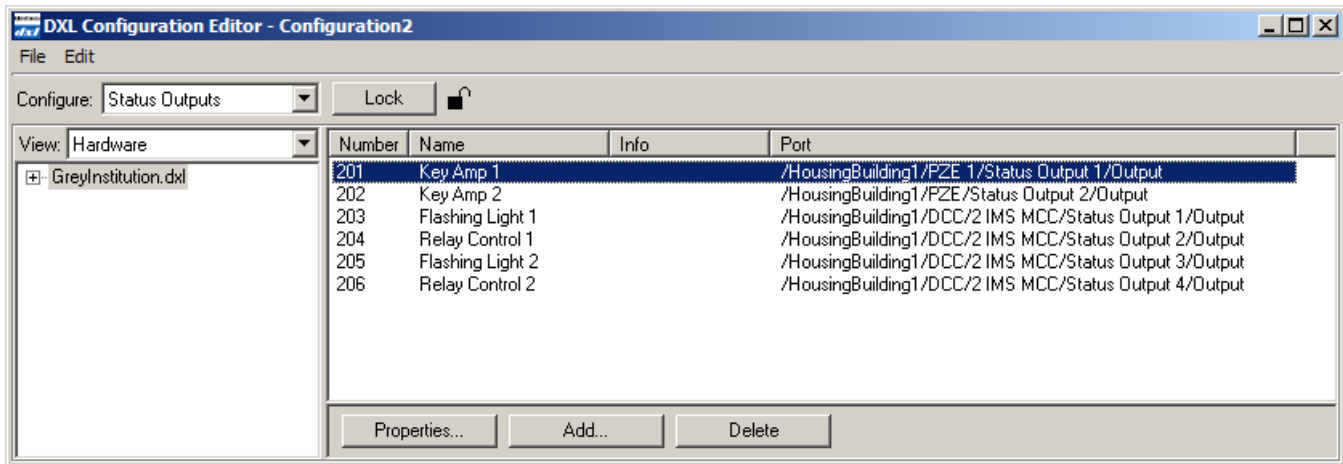 dxl DXL Configuration Editor - Configuration2
File Edit
Configure: Status Outputs Lock
View: Hardware Number Name Info Port
GreyInstitution.dxl 201 Key Amp 1 /HousingBuilding1/PZE 1/Status Output 1/Output
202 Key Amp 2 /HousingBuilding1/PZE/Status Output 2/Output
203 Flashing Light 1 /HousingBuilding1/DCC/2 IMS MCC/Status Output 1/Output
204 Relay Control 1 /HousingBuilding1/DCC/2 IMS MCC/Status Output 2/Output
205 Flashing Light 2 /HousingBuilding1/DCC/2 IMS MCC/Status Output 3/Output
206 Relay Control 2 /HousingBuilding1/DCC/2 IMS MCC/Status Output 4/Output
Properties... Add... Delete